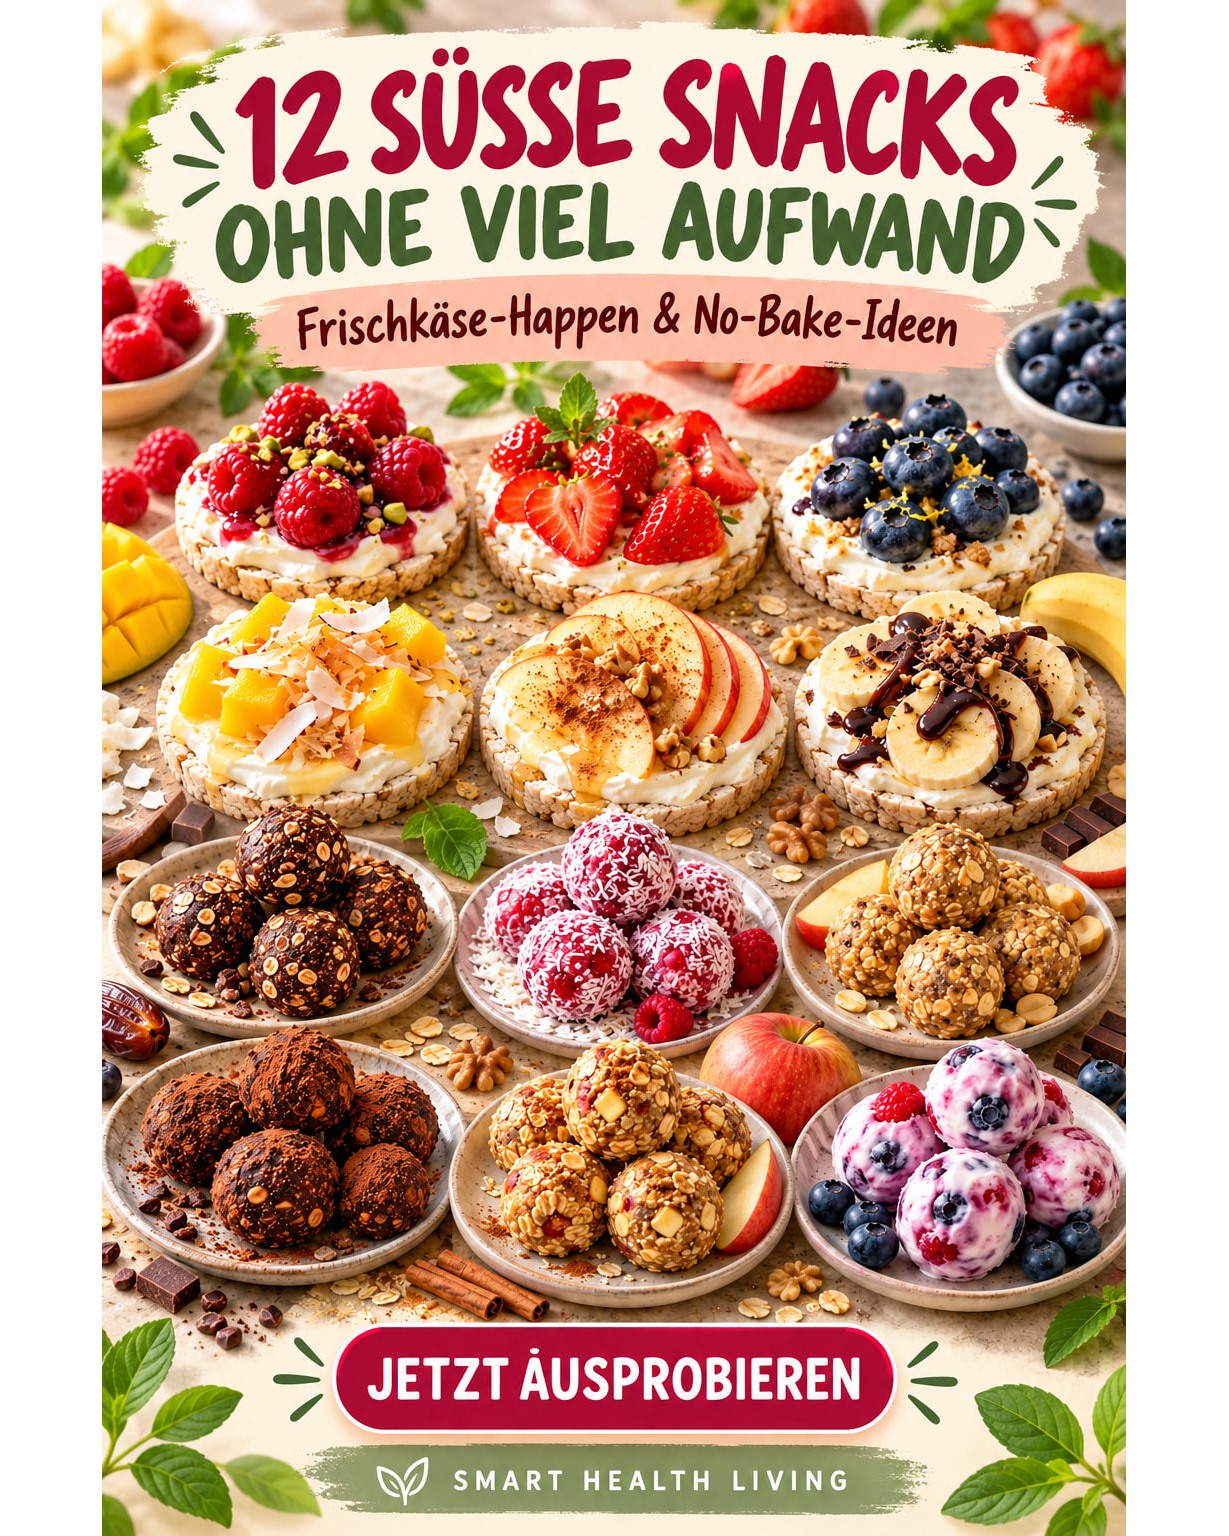 12 SÜSSE SNACKS
OHNE VIEL AUFWAND
Frischkäse-Happen & No-Bake-Ideen
JETZT AUSPROBIEREN
SMART HEALTH LIVING